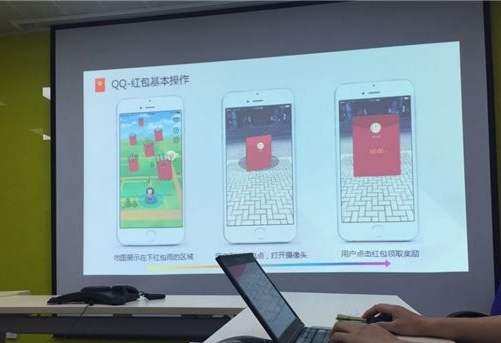 QQ-红包基本操作
地图展示在下红包雨的区域
点，打开摄像头
用户点击红包领取奖励